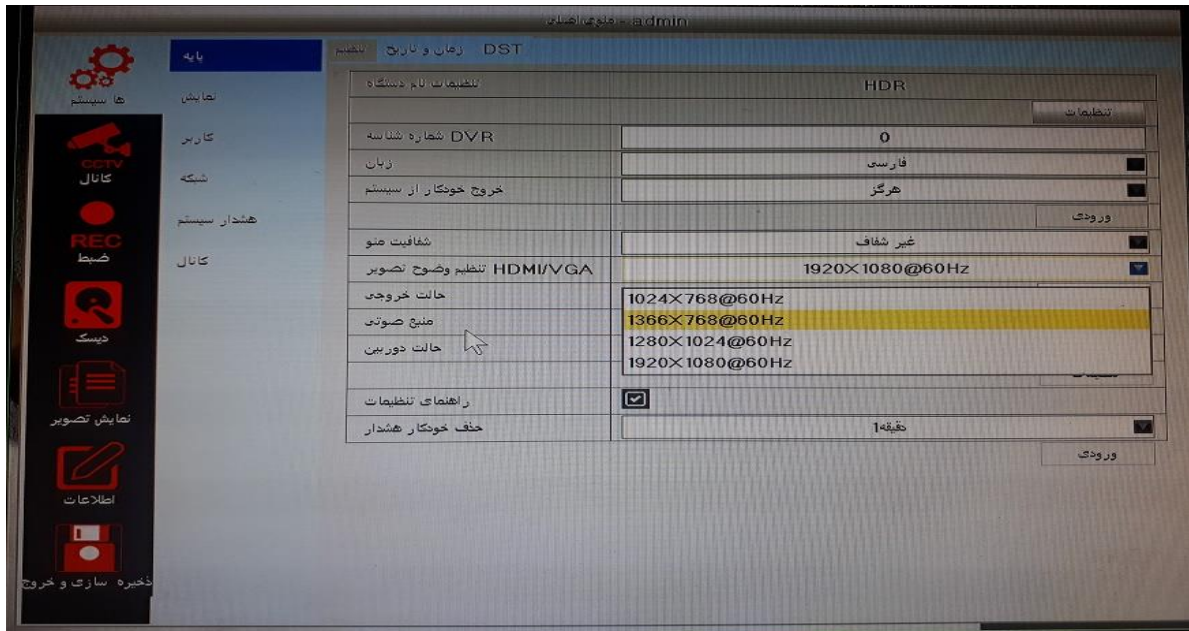 admin - منوی اصلی
ها سیستم
CCTV
کانال
REC
ضبط
دیسک
نمایش تصویر
اطلاعات
ذخیره سازی و خروج
پایه
نمایش
کاربر
شبکه
هشدار سیستم
کانال
تنظیم زمان و تاریخ DST
تنظیمات نام دستگاه HDR
تنظیمات
DVR شماره شناسه 0
زبان فارسی
خروج خودکار از سیستم هرگز
ورودی
شفافیت منو غیر شفاف
HDMI/VGA تنظیم وضوح تصویر 1920X1080@60Hz
حالت خروجی 1024X768@60Hz
منبع صوتی 1366X768@60Hz
حالت دوربین 1280X1024@60Hz
1920X1080@60Hz
راهنمای تنظیمات
حذف خودکار هشدار 1دقیقه
ورودی